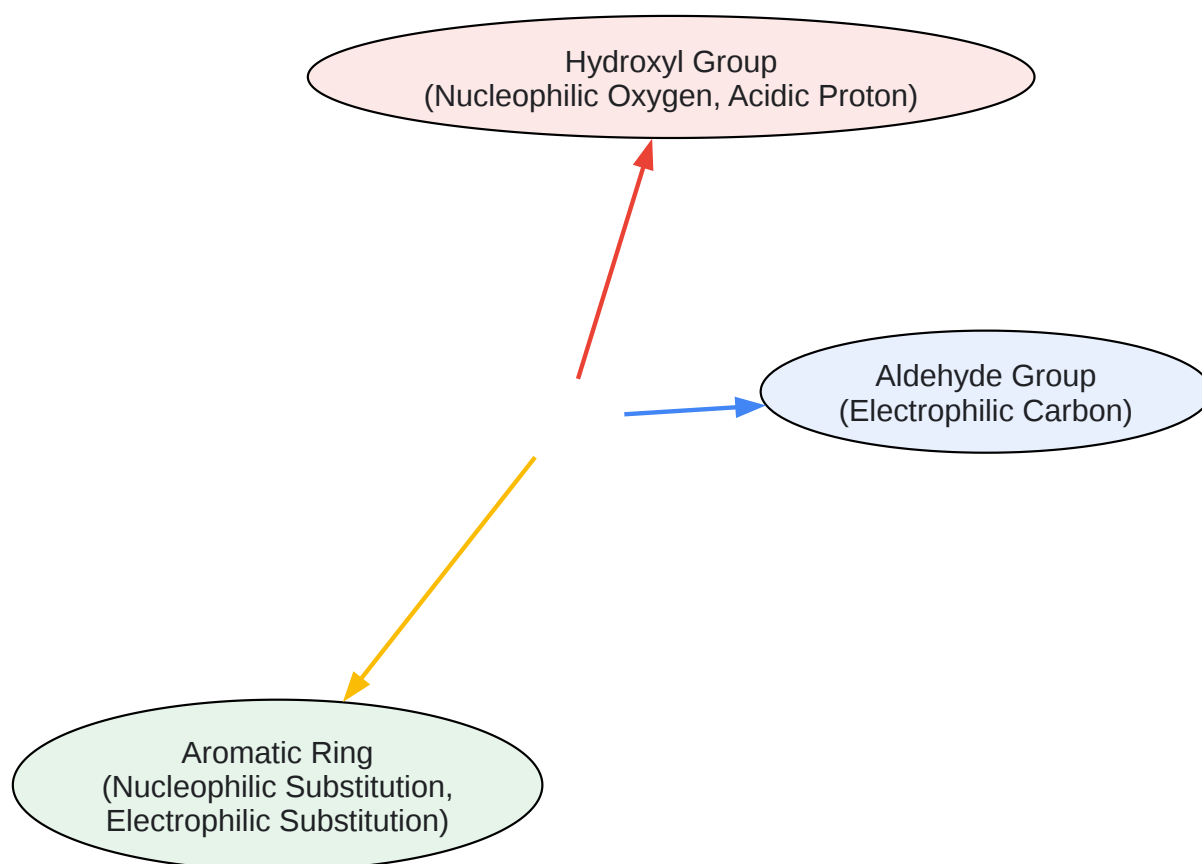 Hydroxyl Group
(Nucleophilic Oxygen, Acidic Proton)
Aldehyde Group
(Electrophilic Carbon)
Aromatic Ring
(Nucleophilic Substitution,
Electrophilic Substitution)